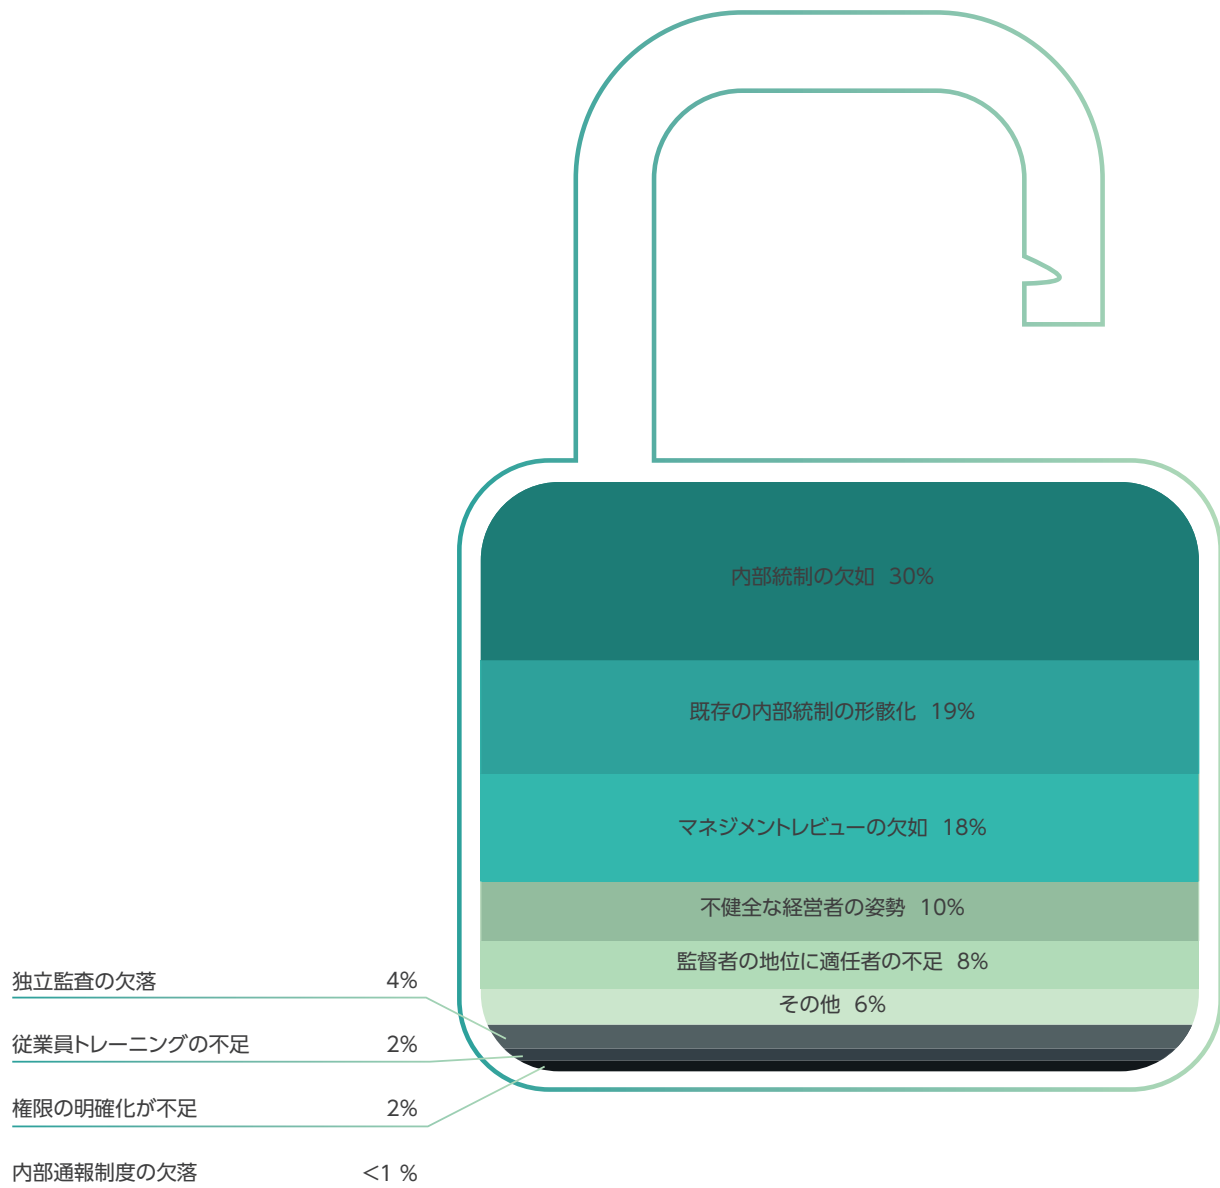 内部統制の欠如 30%
既存の内部統制の形骸化 19%
マネジメントレビューの欠如 18%
不健全な経営者の姿勢 10%
監督者の地位に適任者の不足 8%
その他 6%
独立監査の欠落 4%
従業員トレーニングの不足 2%
権限の明確化が不足 2%
内部通報制度の欠落 <1 %